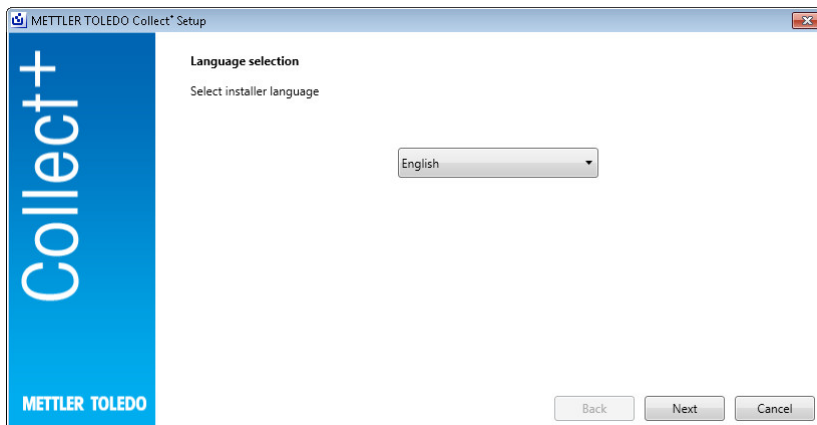 METTLER TOLEDO Collect⁺ Setup
Collect+
Language selection
Select installer language
English
METTLER TOLEDO
Back
Next
Cancel